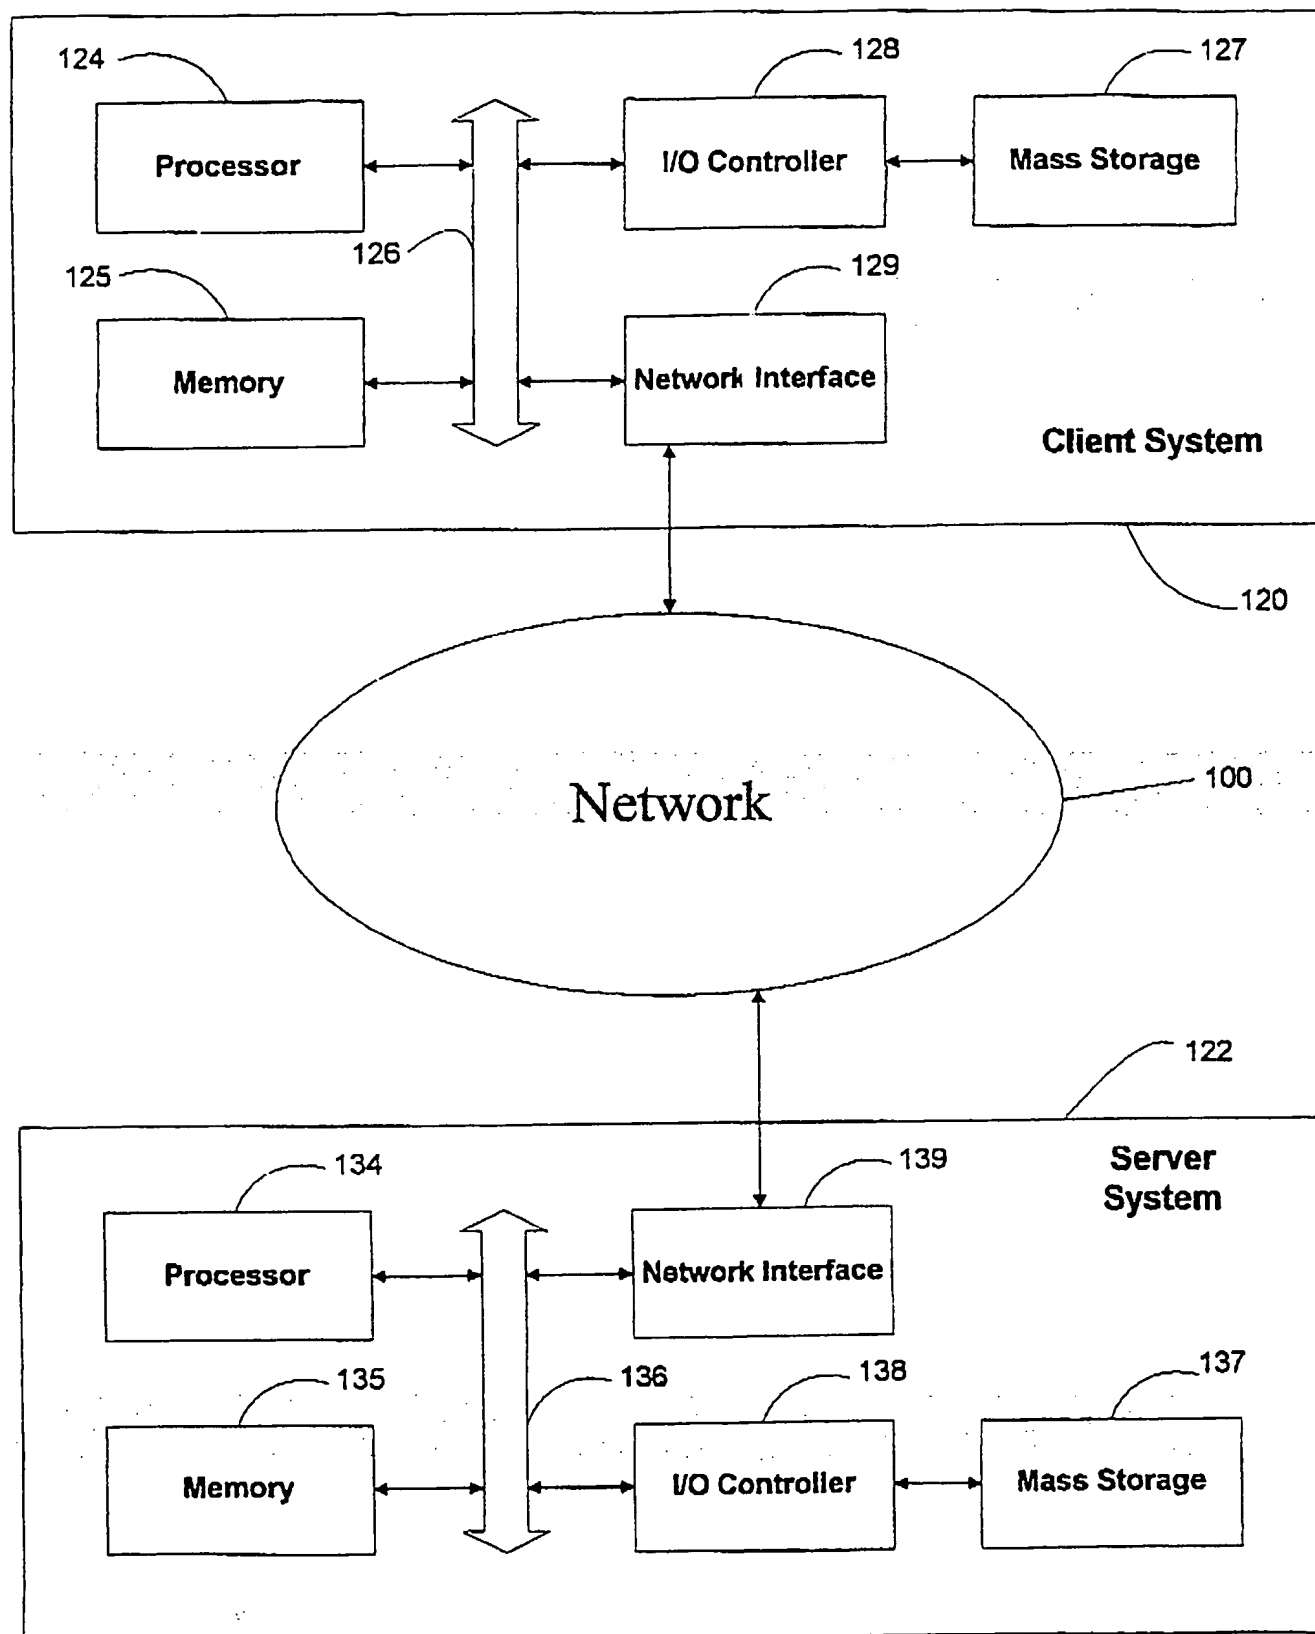 124
128
127
Processor
I/O Controller
Mass Storage
126
125
129
Memory
Network Interface
Client System
120
Network
100
122
Server
System
134
139
Processor
Network Interface
135
136
138
137
Memory
I/O Controller
Mass Storage